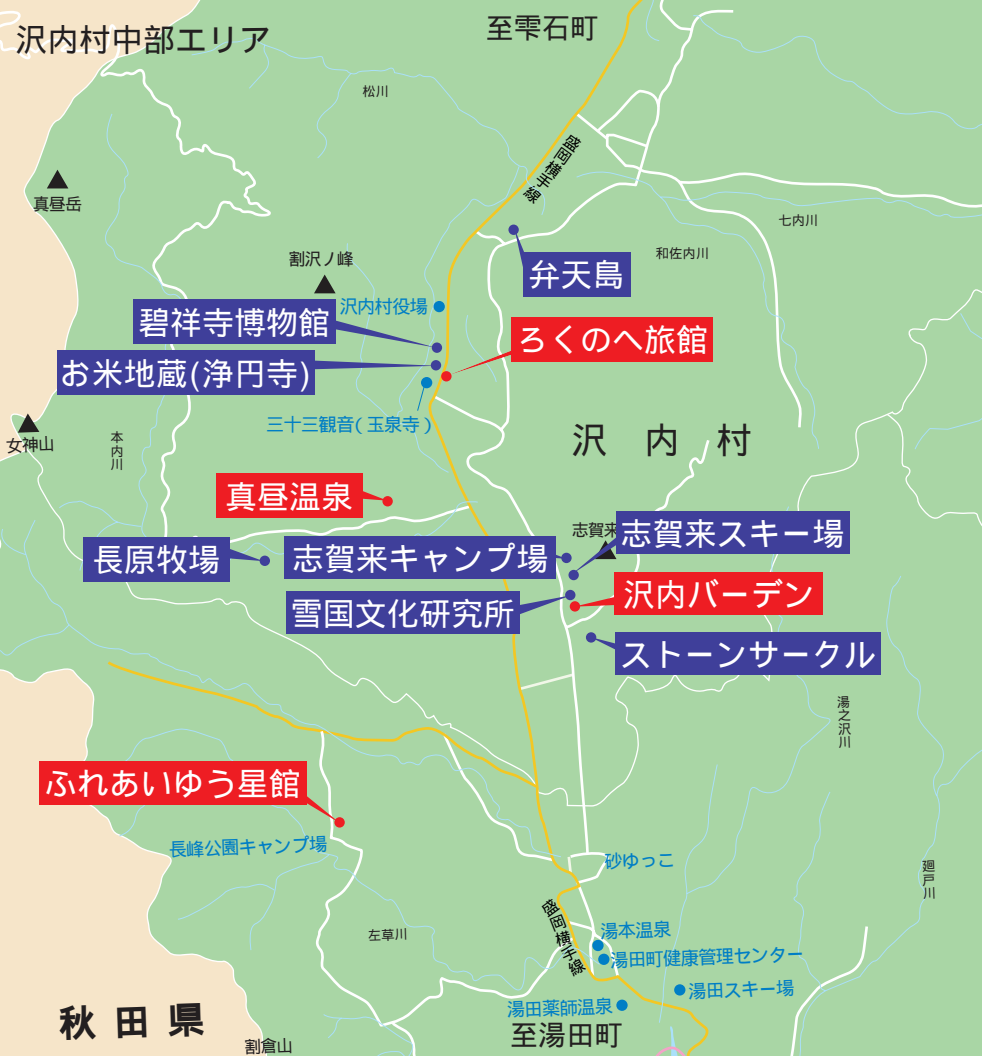 沢内村中部エリア
至雫石町
松川
盛岡横手線
真昼岳
七内川
和佐内川
割沢ノ峰
弁天島
沢内村役場
碧祥寺博物館
ろくのへ旅館
お米地蔵(浄円寺)
三十三観音(玉泉寺)
女神山
本内川
沢内村
真昼温泉
志賀来
志賀来スキー場
長原牧場
志賀来キャンプ場
沢内バーデン
雪国文化研究所
ストーンサークル
湯之沢川
ふれあいゆう星館
長峰公園キャンプ場
砂ゆっこ
廻戸川
盛岡横手線
左草川
湯本温泉
湯田町健康管理センター
湯田スキー場
湯田薬師温泉
秋田県
至湯田町
割倉山